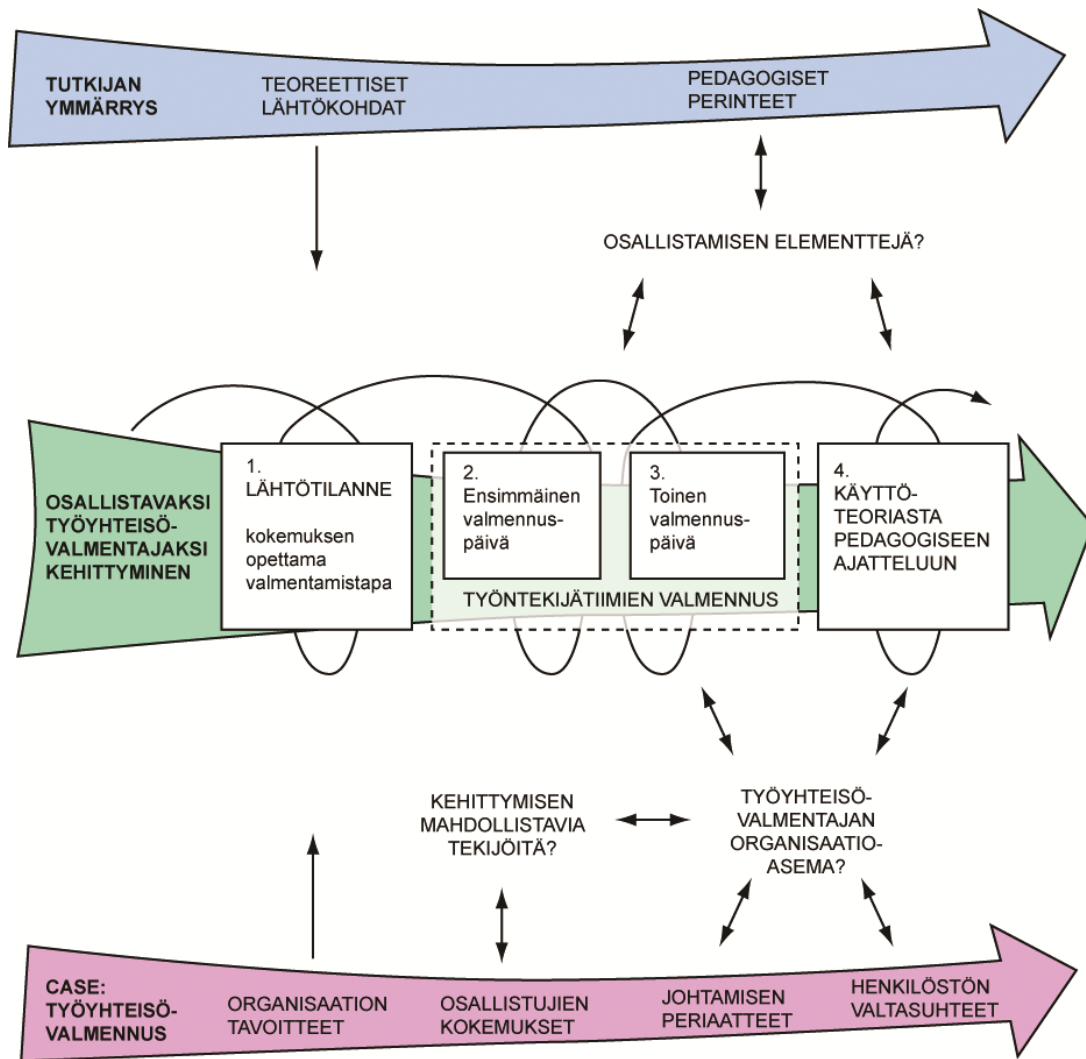 TUTKIJAN
YMMÄRRYS
TEOREETTISET
LÄHTÖKOHDAT
PEDAGOGISET
PERINTEET
OSALLISTAMISEN ELEMENTTEJÄ?
OSALLISTAVAKSI
TYÖYHTEISÖ-
VALMENTAJAKSI
KEHITTYMINEN
1.
LÄHTÖTILANNE
kokemuksen
opettama
valmentamistapa
2.
Ensimmäinen
valmennus-
päivä
3.
Toinen
valmennus-
päivä
TYÖNTEKIJÄTIIMIEN VALMENNUS
4.
KÄYTTÖ-
TEORIASTA
PEDAGOGISEEN
AJATTELUUN
KEHITTYMISEN
MAHDOLLISTAVIA
TEKIJÖITÄ?
TYÖYHTEISÖ-
VALMENTAJAN
ORGANISAATIO-
ASEMA?
CASE:
TYÖYHTEISÖ-
VALMENNUS
ORGANISAATION
TAVOITTEET
OSALLISTUJIEN
KOKEMUKSET
JOHTAMISEN
PERIAATTEET
HENKILÖSTÖN
VALTASUHTEET